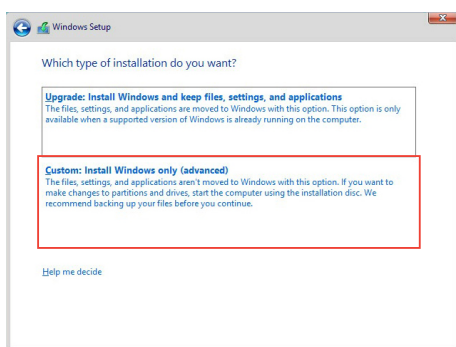 Windows Setup
Which type of installation do you want?
Upgrade: Install Windows and keep files, settings, and applications
The files, settings, and applications are moved to Windows with this option. This option is only
available when a supported version of Windows is already running on the computer.
Custom: Install Windows only (advanced)
The files, settings, and applications aren't moved to Windows with this option. If you want to
make changes to partitions and drives, start the computer using the installation disc. We
recommend backing up your files before you continue.
Help me decide